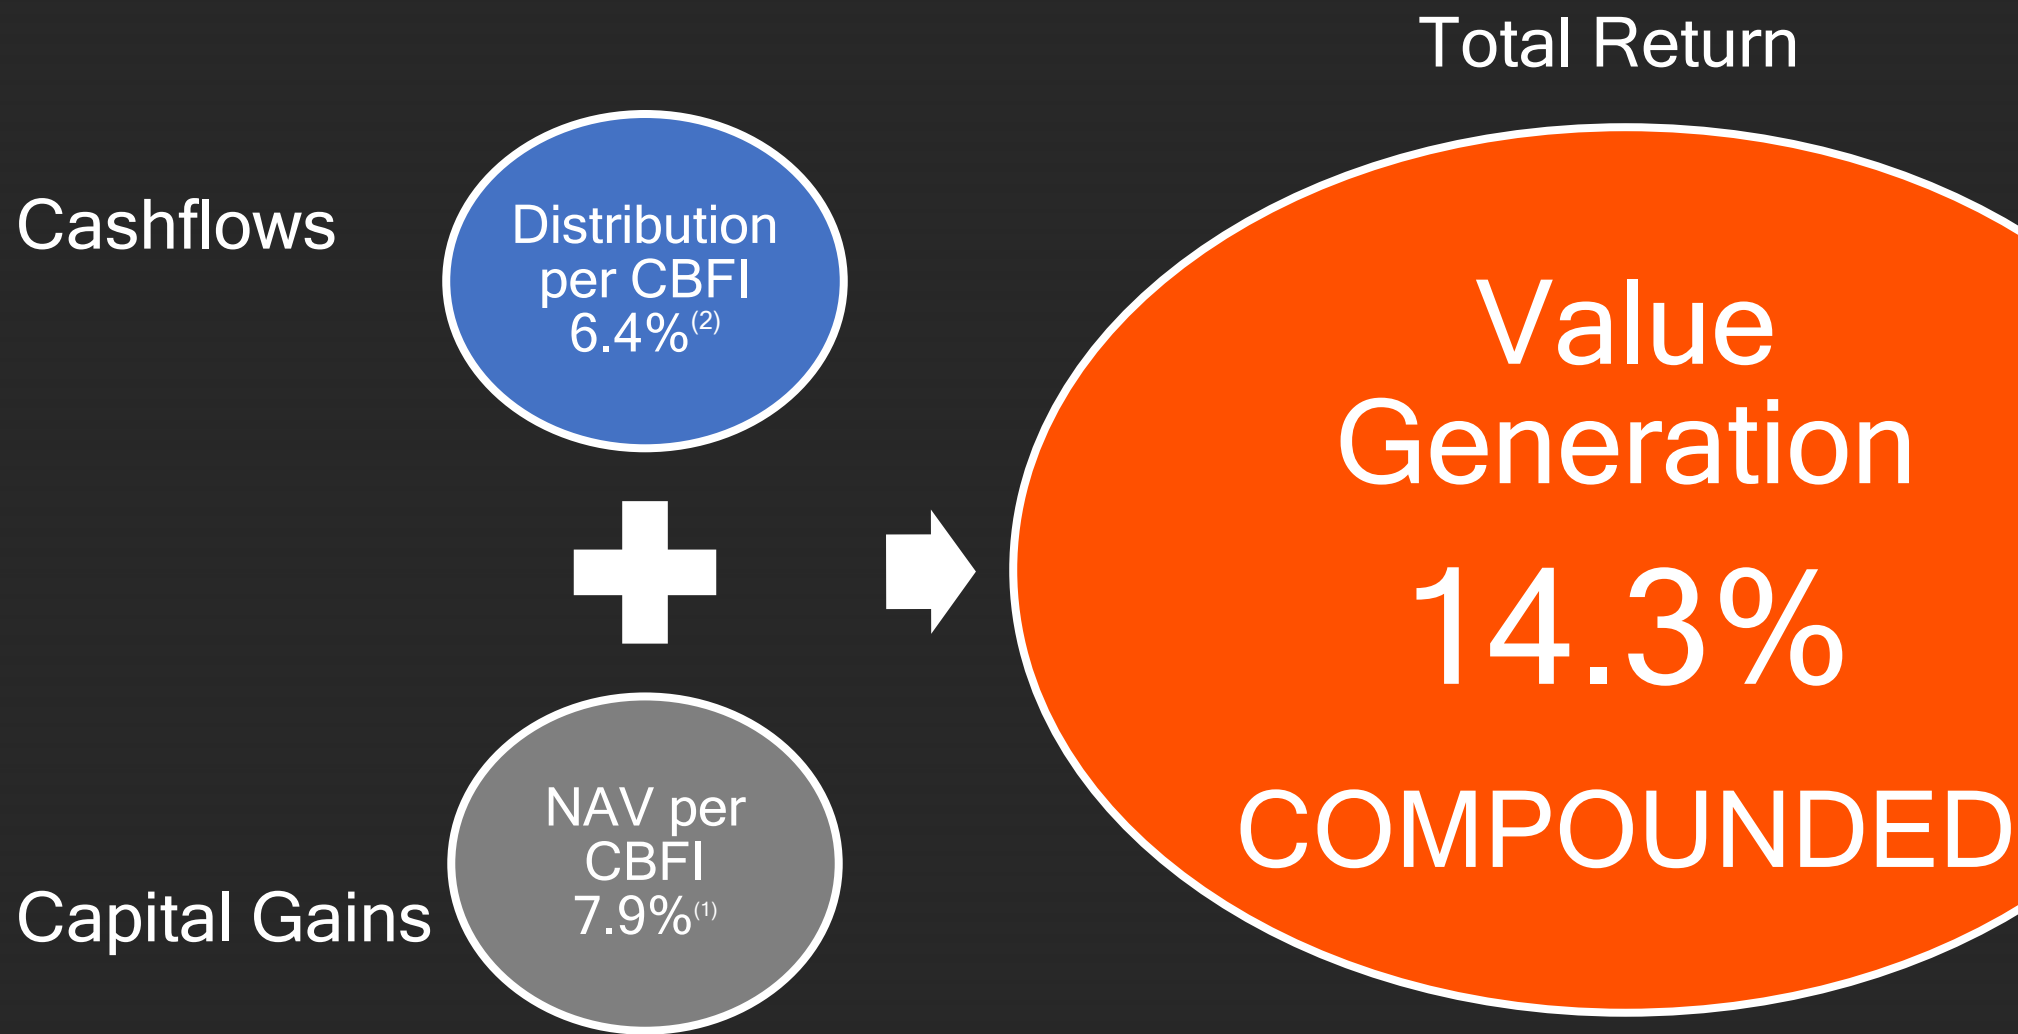 Total Return
Cashflows
Distribution
per CBFI
6.4%(2)
Value
Generation
14.3%
COMPOUNDED
NAV per
CBFI
7.9%(1)
Capital Gains